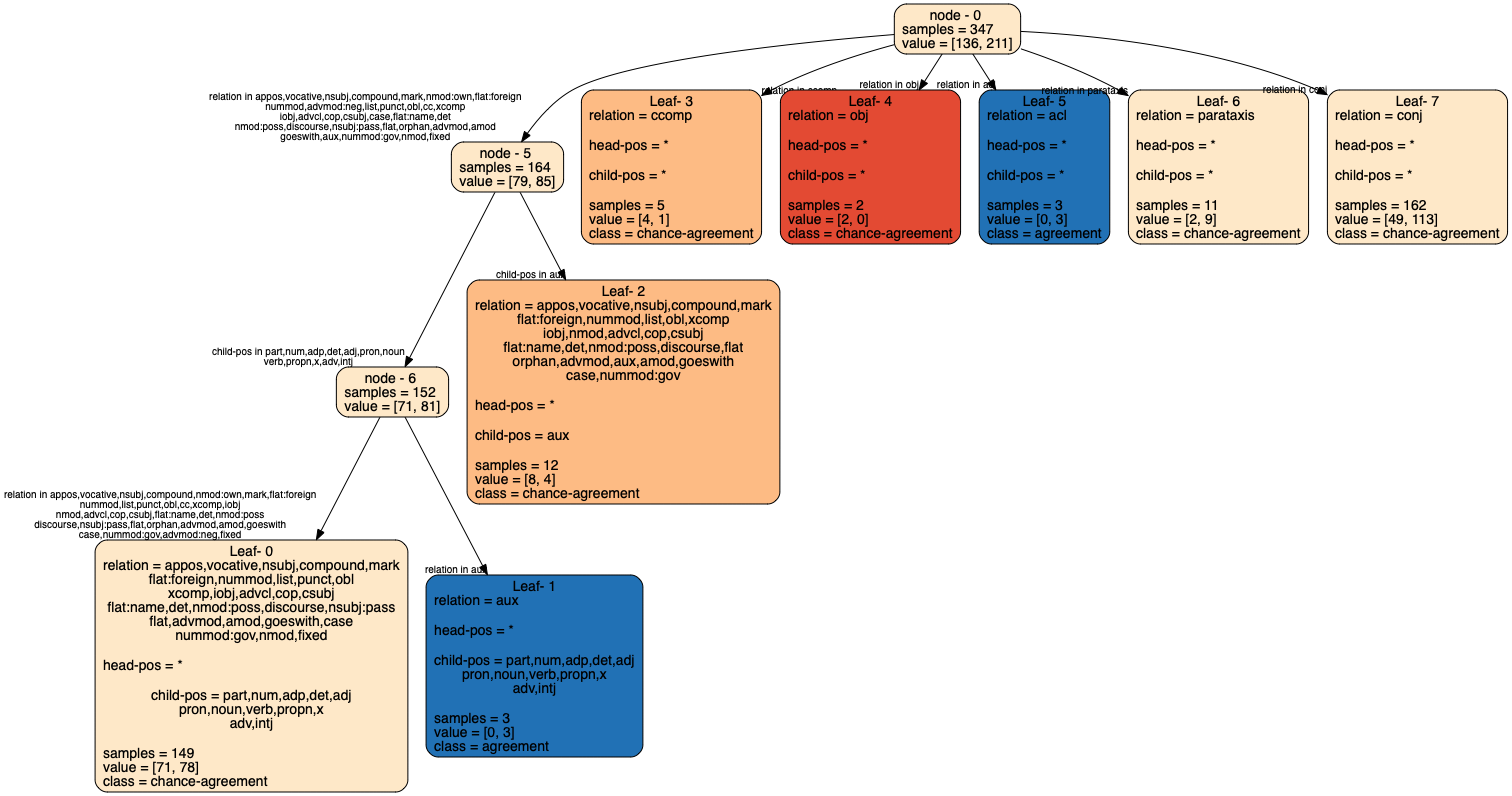 node - 0
samples = 347
value = [136, 211]
relation in appos,vocative,nsubj,compound,mark,nmod:own,flat:foreign
nummod,advmod:neg,list,punct,obl,cc,xcomp
iobj,advcl,cop,csubj,case,flat:name,det
nmod:poss,discourse,nsubj:pass,flat,orphan,advmod,amod
goeswith,aux,nummod:gov,nmod,fixed
relation in ccomp
relation in obj
relation in acl
relation in parataxis
relation in conj
node - 5
samples = 164
value = [79, 85]
Leaf- 3
relation = ccomp
head-pos = *
child-pos = *
samples = 5
value = [4, 1]
class = chance-agreement
Leaf- 4
relation = obj
head-pos = *
child-pos = *
samples = 2
value = [2, 0]
class = chance-agreement
Leaf- 5
relation = acl
head-pos = *
child-pos = *
samples = 3
value = [0, 3]
class = agreement
Leaf- 6
relation = parataxis
head-pos = *
child-pos = *
samples = 11
value = [2, 9]
class = chance-agreement
Leaf- 7
relation = conj
head-pos = *
child-pos = *
samples = 162
value = [49, 113]
class = chance-agreement
child-pos in part,num,adp,det,adj,pron,noun
verb,propn,x,adv,intj
child-pos in aux
node - 6
samples = 152
value = [71, 81]
Leaf- 2
relation = appos,vocative,nsubj,compound,mark
flat:foreign,nummod,list,obl,xcomp
iobj,nmod,advcl,cop,csubj
flat:name,det,nmod:poss,discourse,flat
orphan,advmod,aux,amod,goeswith
case,nummod:gov
head-pos = *
child-pos = aux
samples = 12
value = [8, 4]
class = chance-agreement
relation in appos,vocative,nsubj,compound,nmod:own,mark,flat:foreign
nummod,list,punct,obl,cc,xcomp,iobj
nmod,advcl,cop,csubj,flat:name,det,nmod:poss
discourse,nsubj:pass,flat,orphan,advmod,amod,goeswith
case,nummod:gov,advmod:neg,fixed
relation in aux
Leaf- 0
relation = appos,vocative,nsubj,compound,mark
flat:foreign,nummod,list,punct,obl
xcomp,iobj,advcl,cop,csubj
flat:name,det,nmod:poss,discourse,nsubj:pass
flat,advmod,amod,goeswith,case
nummod:gov,nmod,fixed
head-pos = *
child-pos = part,num,adp,det,adj
pron,noun,verb,propn,x
adv,intj
samples = 149
value = [71, 78]
class = chance-agreement
Leaf- 1
relation = aux
head-pos = *
child-pos = part,num,adp,det,adj
pron,noun,verb,propn,x
adv,intj
samples = 3
value = [0, 3]
class = agreement